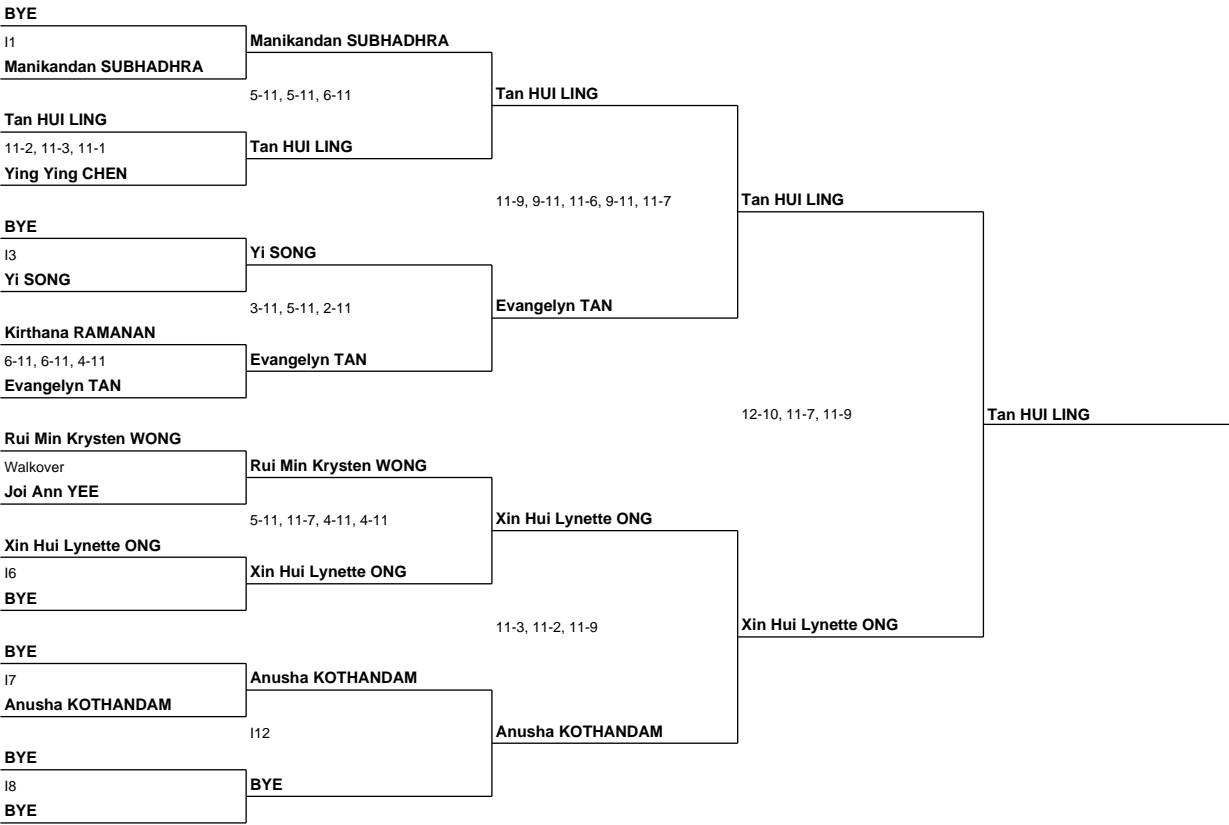 BYE
I1
Manikandan SUBHADHRA
Tan HUI LING
11-2, 11-3, 11-1
Ying Ying CHEN
BYE
I3
Yi SONG
Kirthana RAMANAN
6-11, 6-11, 4-11
Evangelyn TAN
Rui Min Krysten WONG
Walkover
Joi Ann YEE
Xin Hui Lynette ONG
I6
BYE
BYE
I7
Anusha KOTHANDAM
BYE
I8
BYE
Manikandan SUBHADHRA
5-11, 5-11, 6-11
Tan HUI LING
Yi SONG
3-11, 5-11, 2-11
Evangelyn TAN
Rui Min Krysten WONG
5-11, 11-7, 4-11, 4-11
Xin Hui Lynette ONG
Anusha KOTHANDAM
I12
BYE
Tan HUI LING
11-9, 9-11, 11-6, 9-11, 11-7
Evangelyn TAN
Xin Hui Lynette ONG
11-3, 11-2, 11-9
Anusha KOTHANDAM
Tan HUI LING
12-10, 11-7, 11-9
Xin Hui Lynette ONG
Tan HUI LING